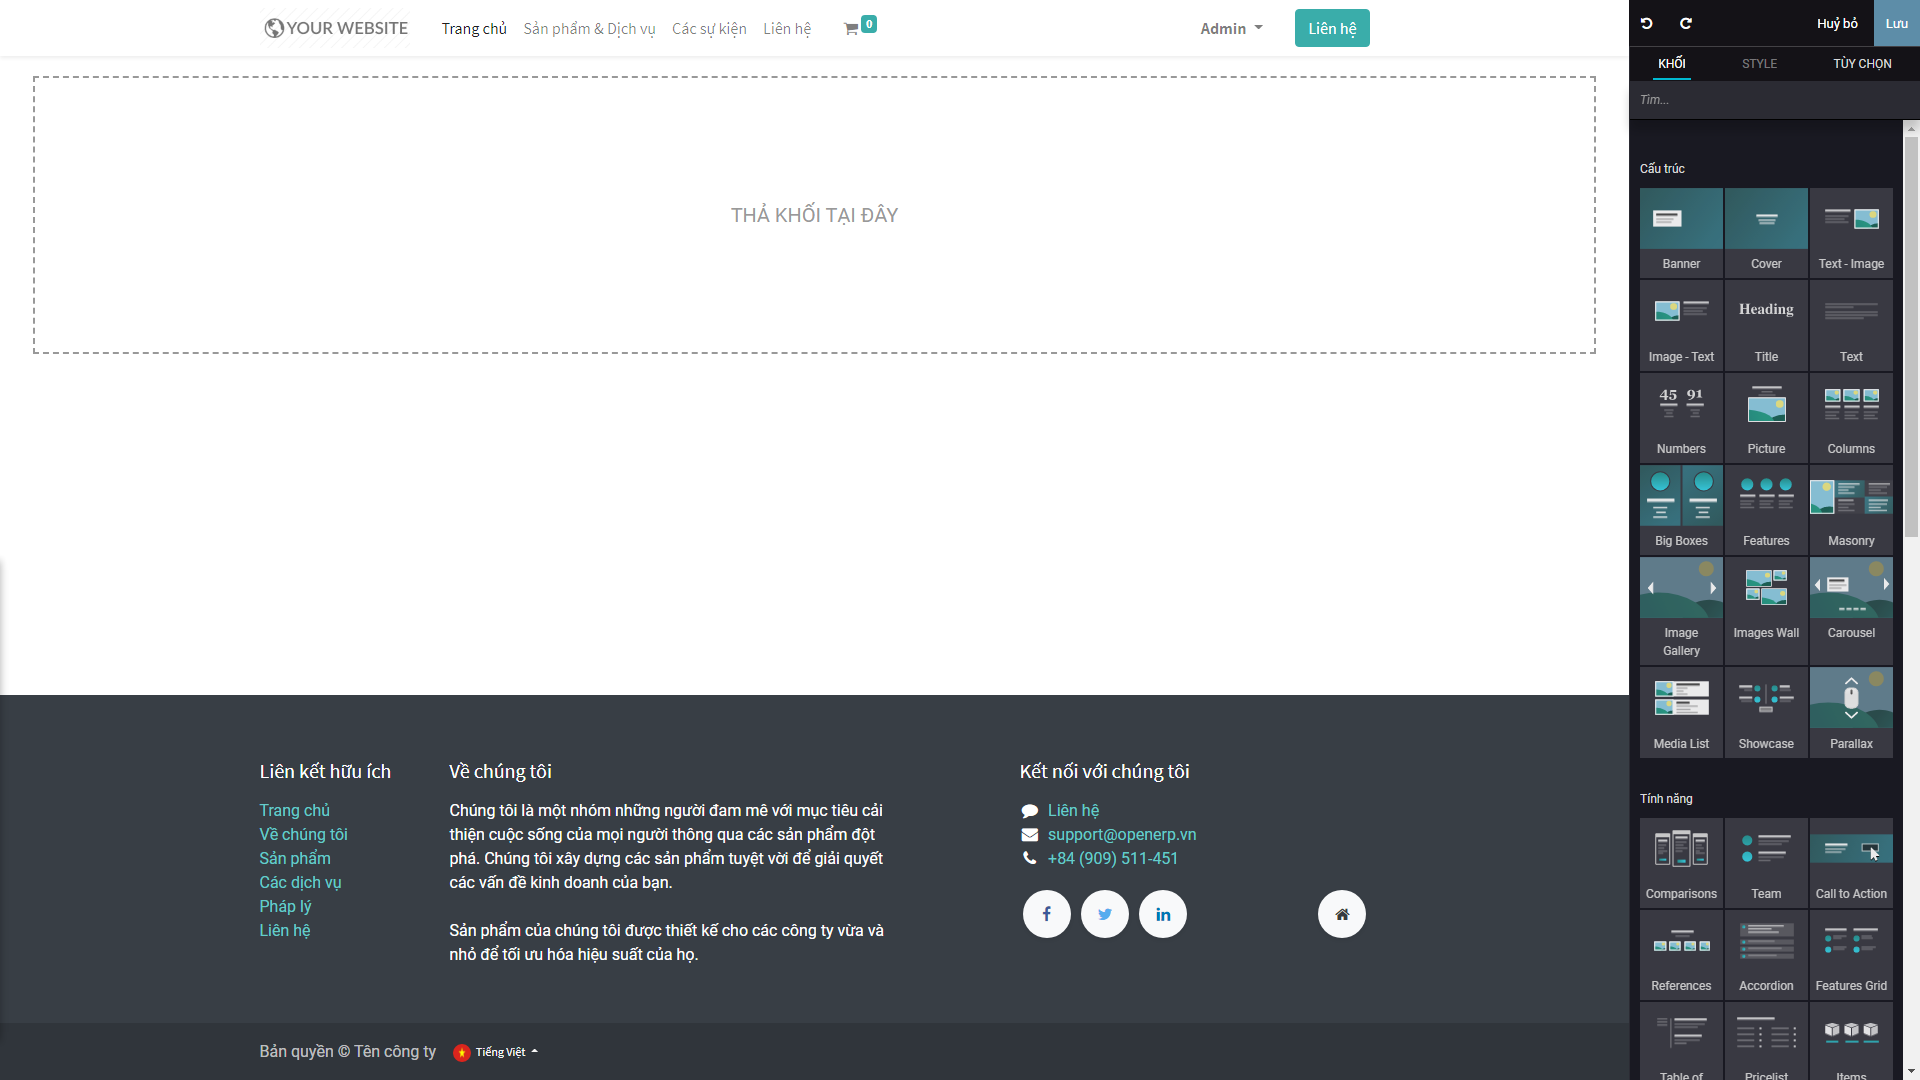 YOUR WEBSITE
Trang chủ
Sản phẩm & Dịch vụ
Các sự kiện
Liên hệ
0
Admin
Liên hệ
Huỷ bỏ
Lưu
KHỐI
STYLE
TÙY CHỌN
Tìm...
THẢ KHỐI TẠI ĐÂY
Cấu trúc
Banner
Cover
Text - Image
Heading
Image - Text
Title
Text
45 91
Numbers
Picture
Columns
Big Boxes
Features
Masonry
Image
Gallery
Images Wall
Carousel
Media List
Showcase
Parallax
Tính năng
Comparisons
Team
Call to Action
References
Accordion
Features Grid
Table of
Pricelist
Items
Liên kết hữu ích
Trang chủ
Về chúng tôi
Sản phẩm
Các dịch vụ
Pháp lý
Liên hệ
Về chúng tôi
Chúng tôi là một nhóm những người đam mê với mục tiêu cải
thiện cuộc sống của mọi người thông qua các sản phẩm đột
phá. Chúng tôi xây dựng các sản phẩm tuyệt vời để giải quyết
các vấn đề kinh doanh của bạn.
Sản phẩm của chúng tôi được thiết kế cho các công ty vừa và
nhỏ để tối ưu hóa hiệu suất của họ.
Kết nối với chúng tôi
Liên hệ
support@openerp.vn
+84 (909) 511-451
Bản quyền © Tên công ty
Tiếng Việt